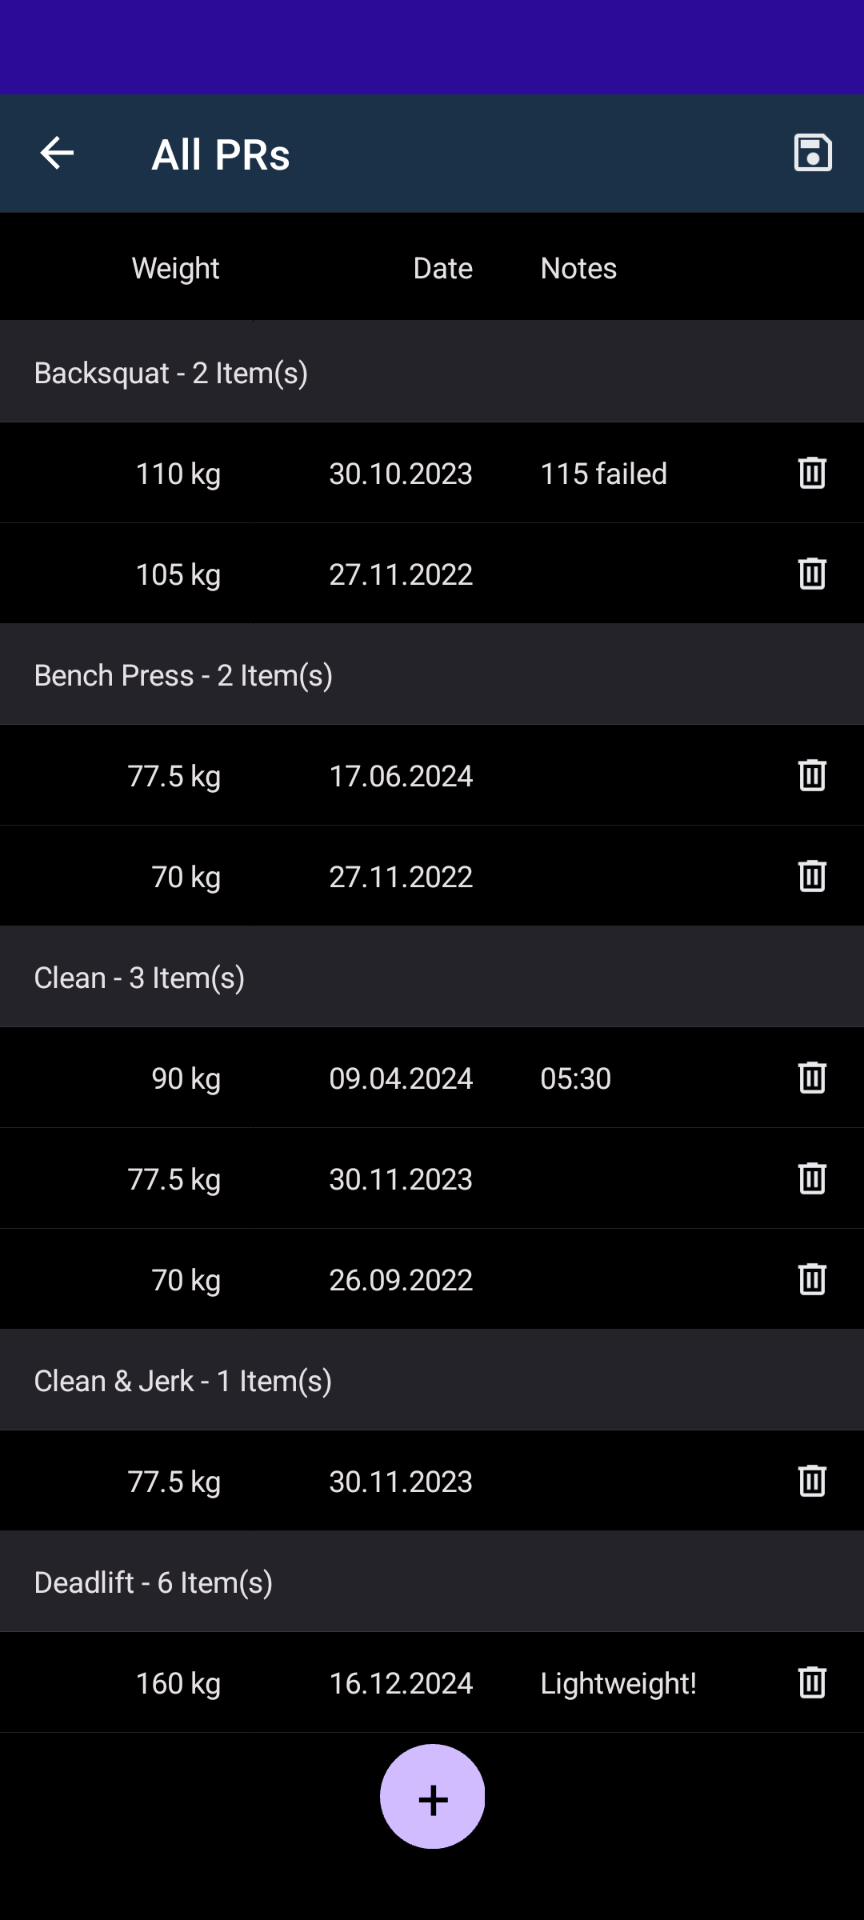 All PRs
Weight Date Notes
Backsquat - 2 Item(s)
110 kg 30.10.2023 115 failed
105 kg 27.11.2022
Bench Press - 2 Item(s)
77.5 kg 17.06.2024
70 kg 27.11.2022
Clean - 3 Item(s)
90 kg 09.04.2024 05:30
77.5 kg 30.11.2023
70 kg 26.09.2022
Clean & Jerk - 1 Item(s)
77.5 kg 30.11.2023
Deadlift - 6 Item(s)
160 kg 16.12.2024 Lightweight!
+